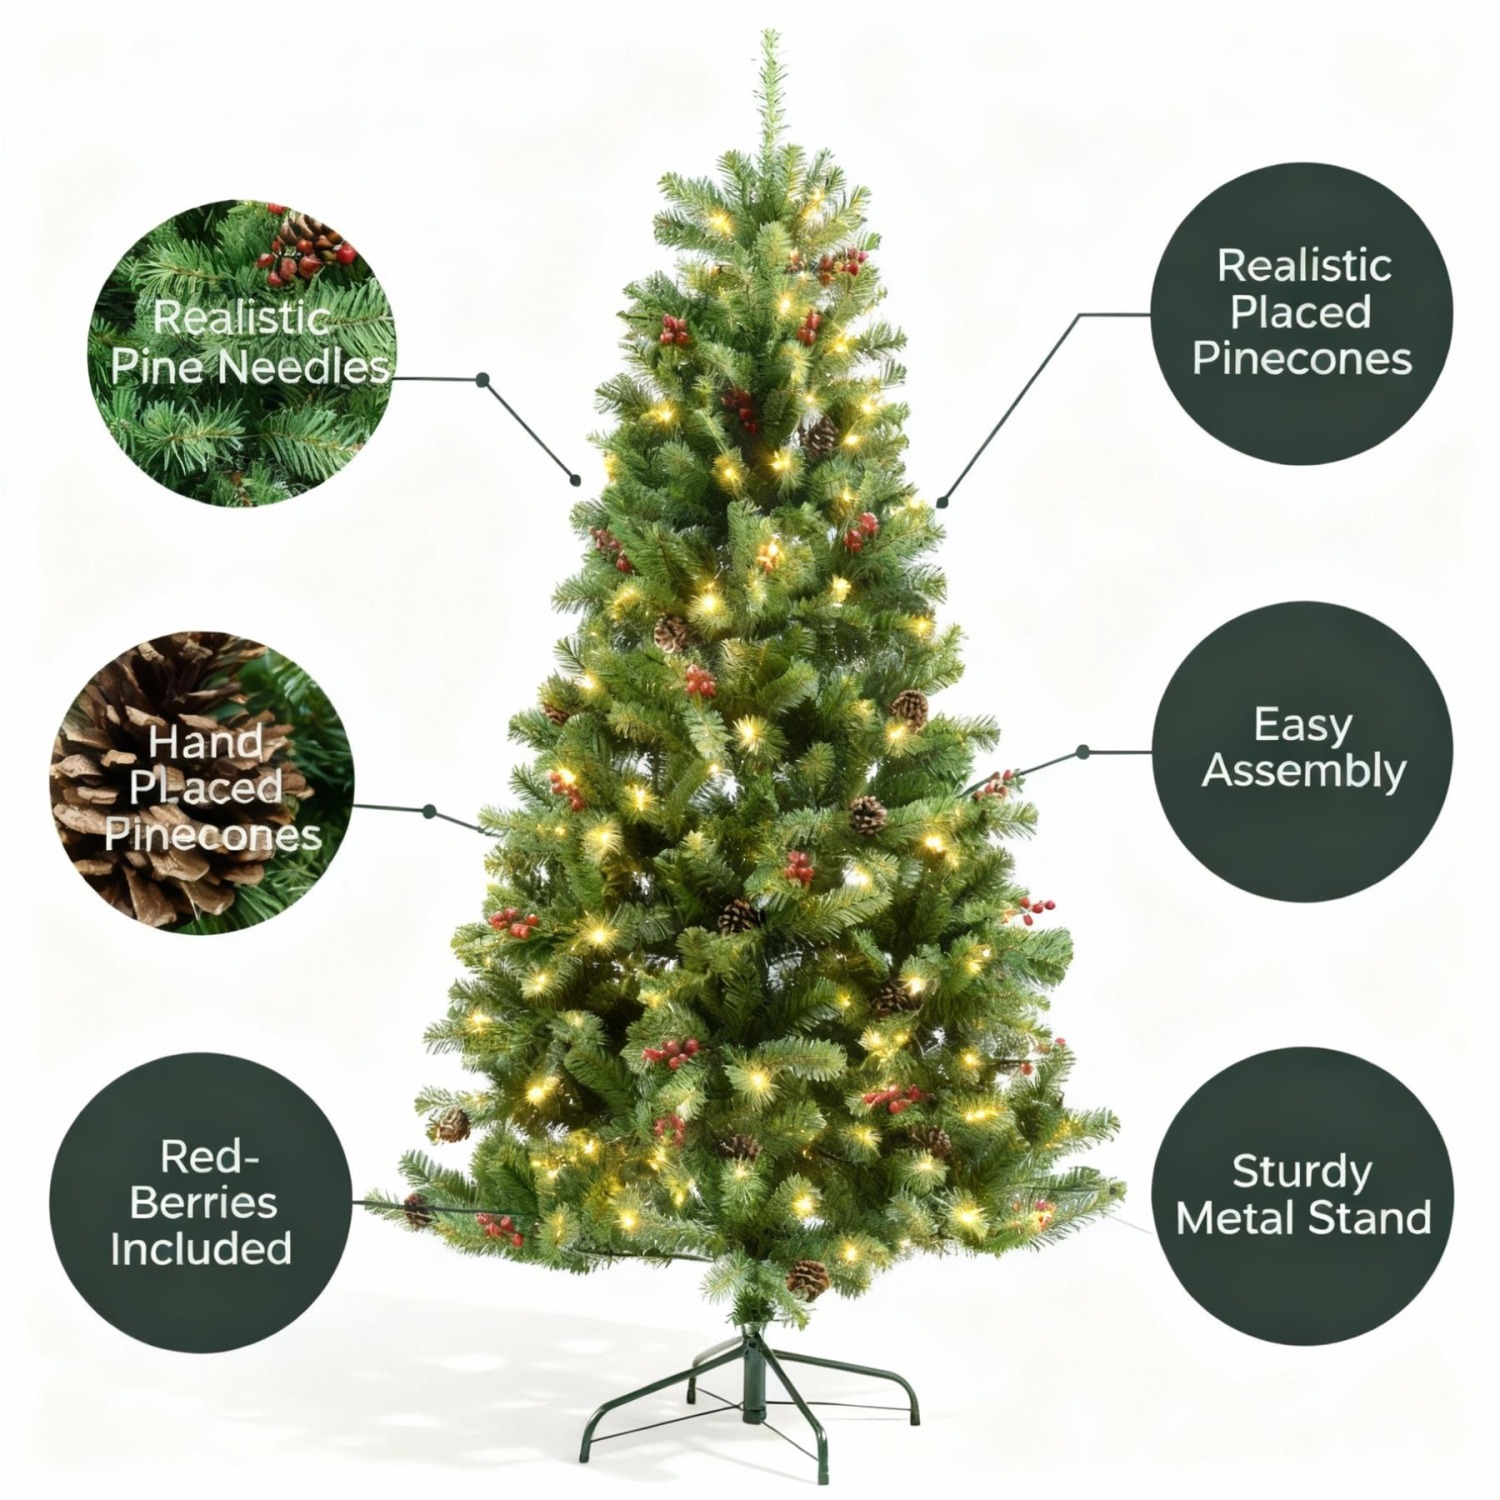 Realistic
Pine Needles
Hand
PLaced
Pinecones
Red-
Berries
Included
Realistic
Placed
Pinecones
Easy
Assembly
Sturdy
Metal Stand